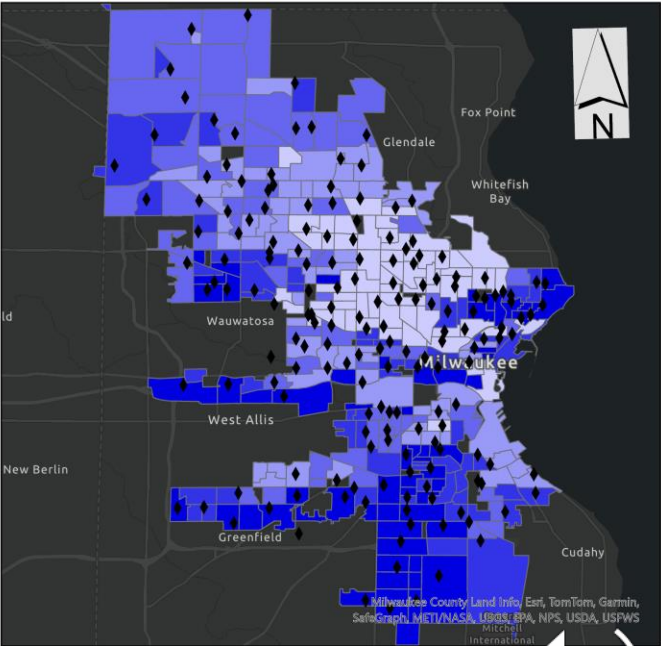 Fox Point
N
Glendale
Whitefish
Bay
ld
Wauwatosa
Milwaukee
West Allis
New Berlin
Greenfield
Cudahy
Milwaukee County Land Info, Esri, TomTom, Garmin,
SafeGraph, METI/NASA, USGS, EPA, NPS, USDA, USFWS
Mitchell
International